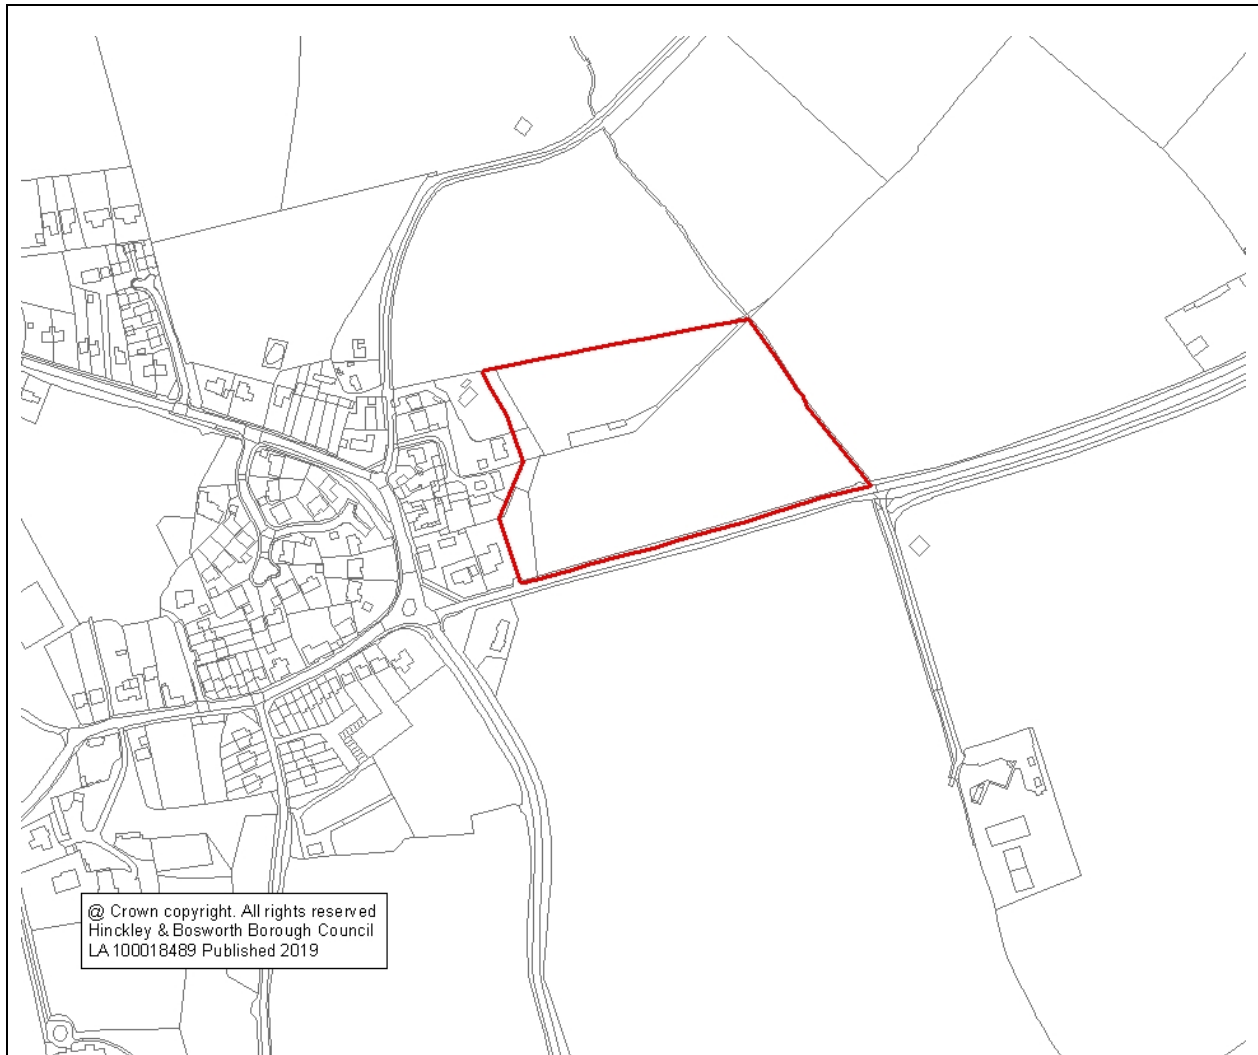 @ Crown copyright. All rights reserved
Hinckley & Bosworth Borough Council
LA 100018489 Published 2019